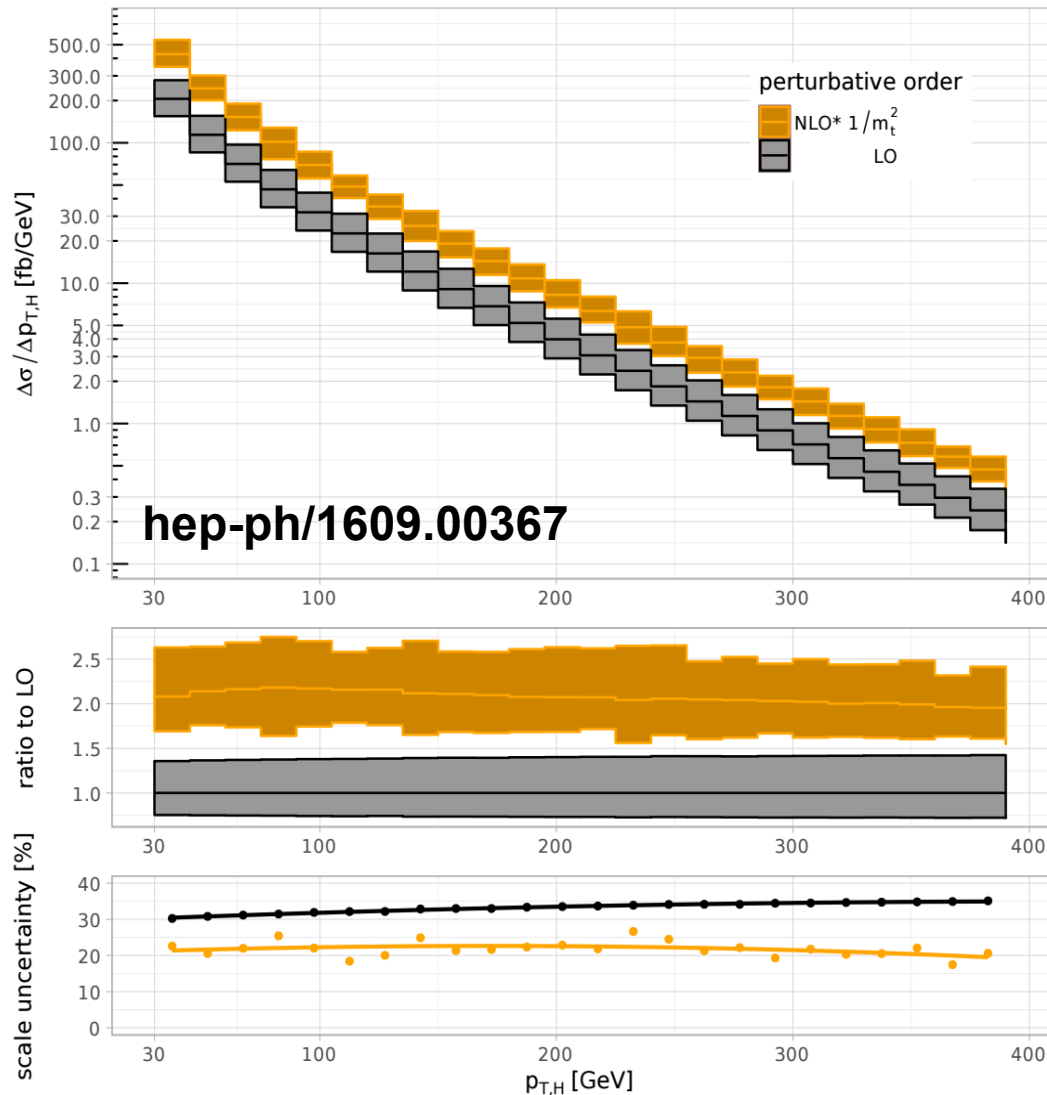 Δσ/Δp_{T,H} [fb/GeV]
500.0
300.0
200.0
100.0
30.0
20.0
10.0
5.0
4.0
3.0
2.0
1.0
0.3
0.2
0.1
perturbative order
NLO* 1/m_t^2
LO
hep-ph/1609.00367
30 100 200 300 400
ratio to LO
2.5
2.0
1.5
1.0
30 100 200 300 400
scale uncertainty [%]
40
30
20
10
0
30 100 200 300 400
p_{T,H} [GeV]